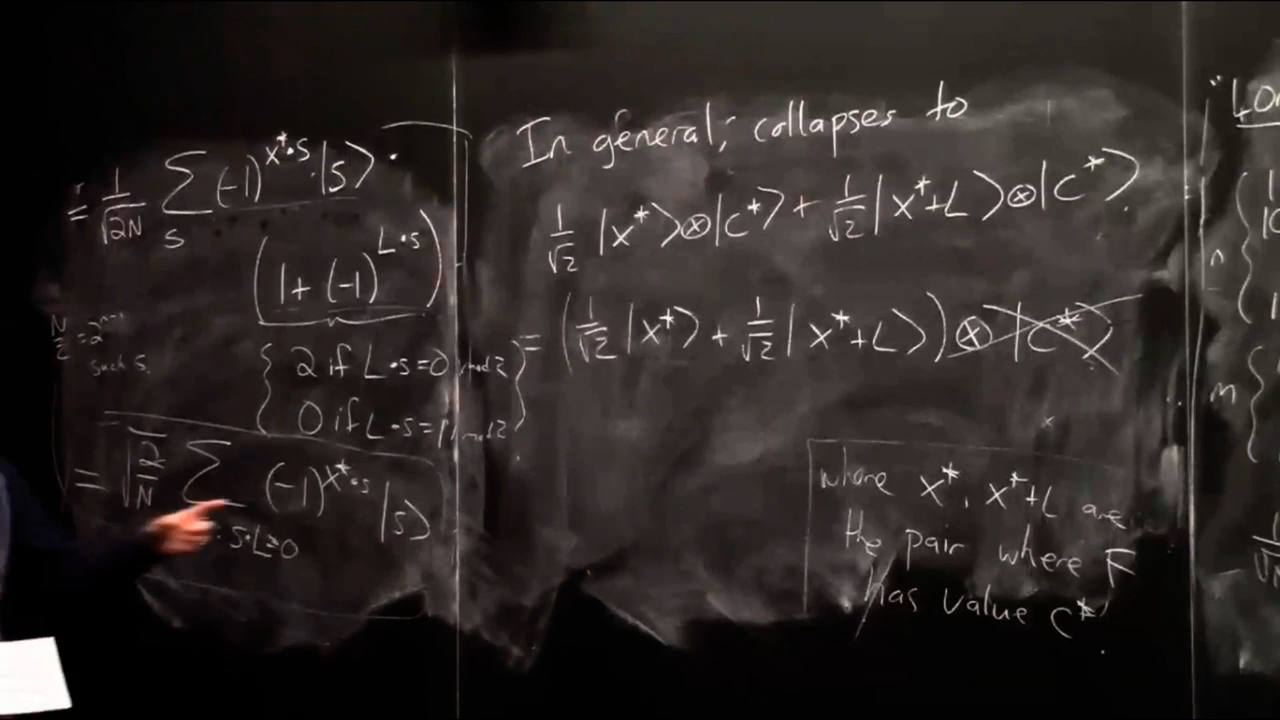 = 1/√2N Σ_s (-1)^{x*·s} |s⟩ ·
(1 + (-1)^{L·s})
N/2 = 2^{n-1}
such s.
{ 2 if L·s=0 mod 2
0 if L·s=1 mod 2 }
= √(2/N) Σ_{s·L=0} (-1)^{x*·s} |s⟩
In general, collapses to
1/√2 |x*⟩⊗|c*⟩ + 1/√2 |x*+L⟩⊗|c*⟩
= (1/√2 |x*⟩ + 1/√2 |x*+L⟩) ⊗ |c*⟩
where x*, x*+L are
the pair where F
has value c*
n {
m {